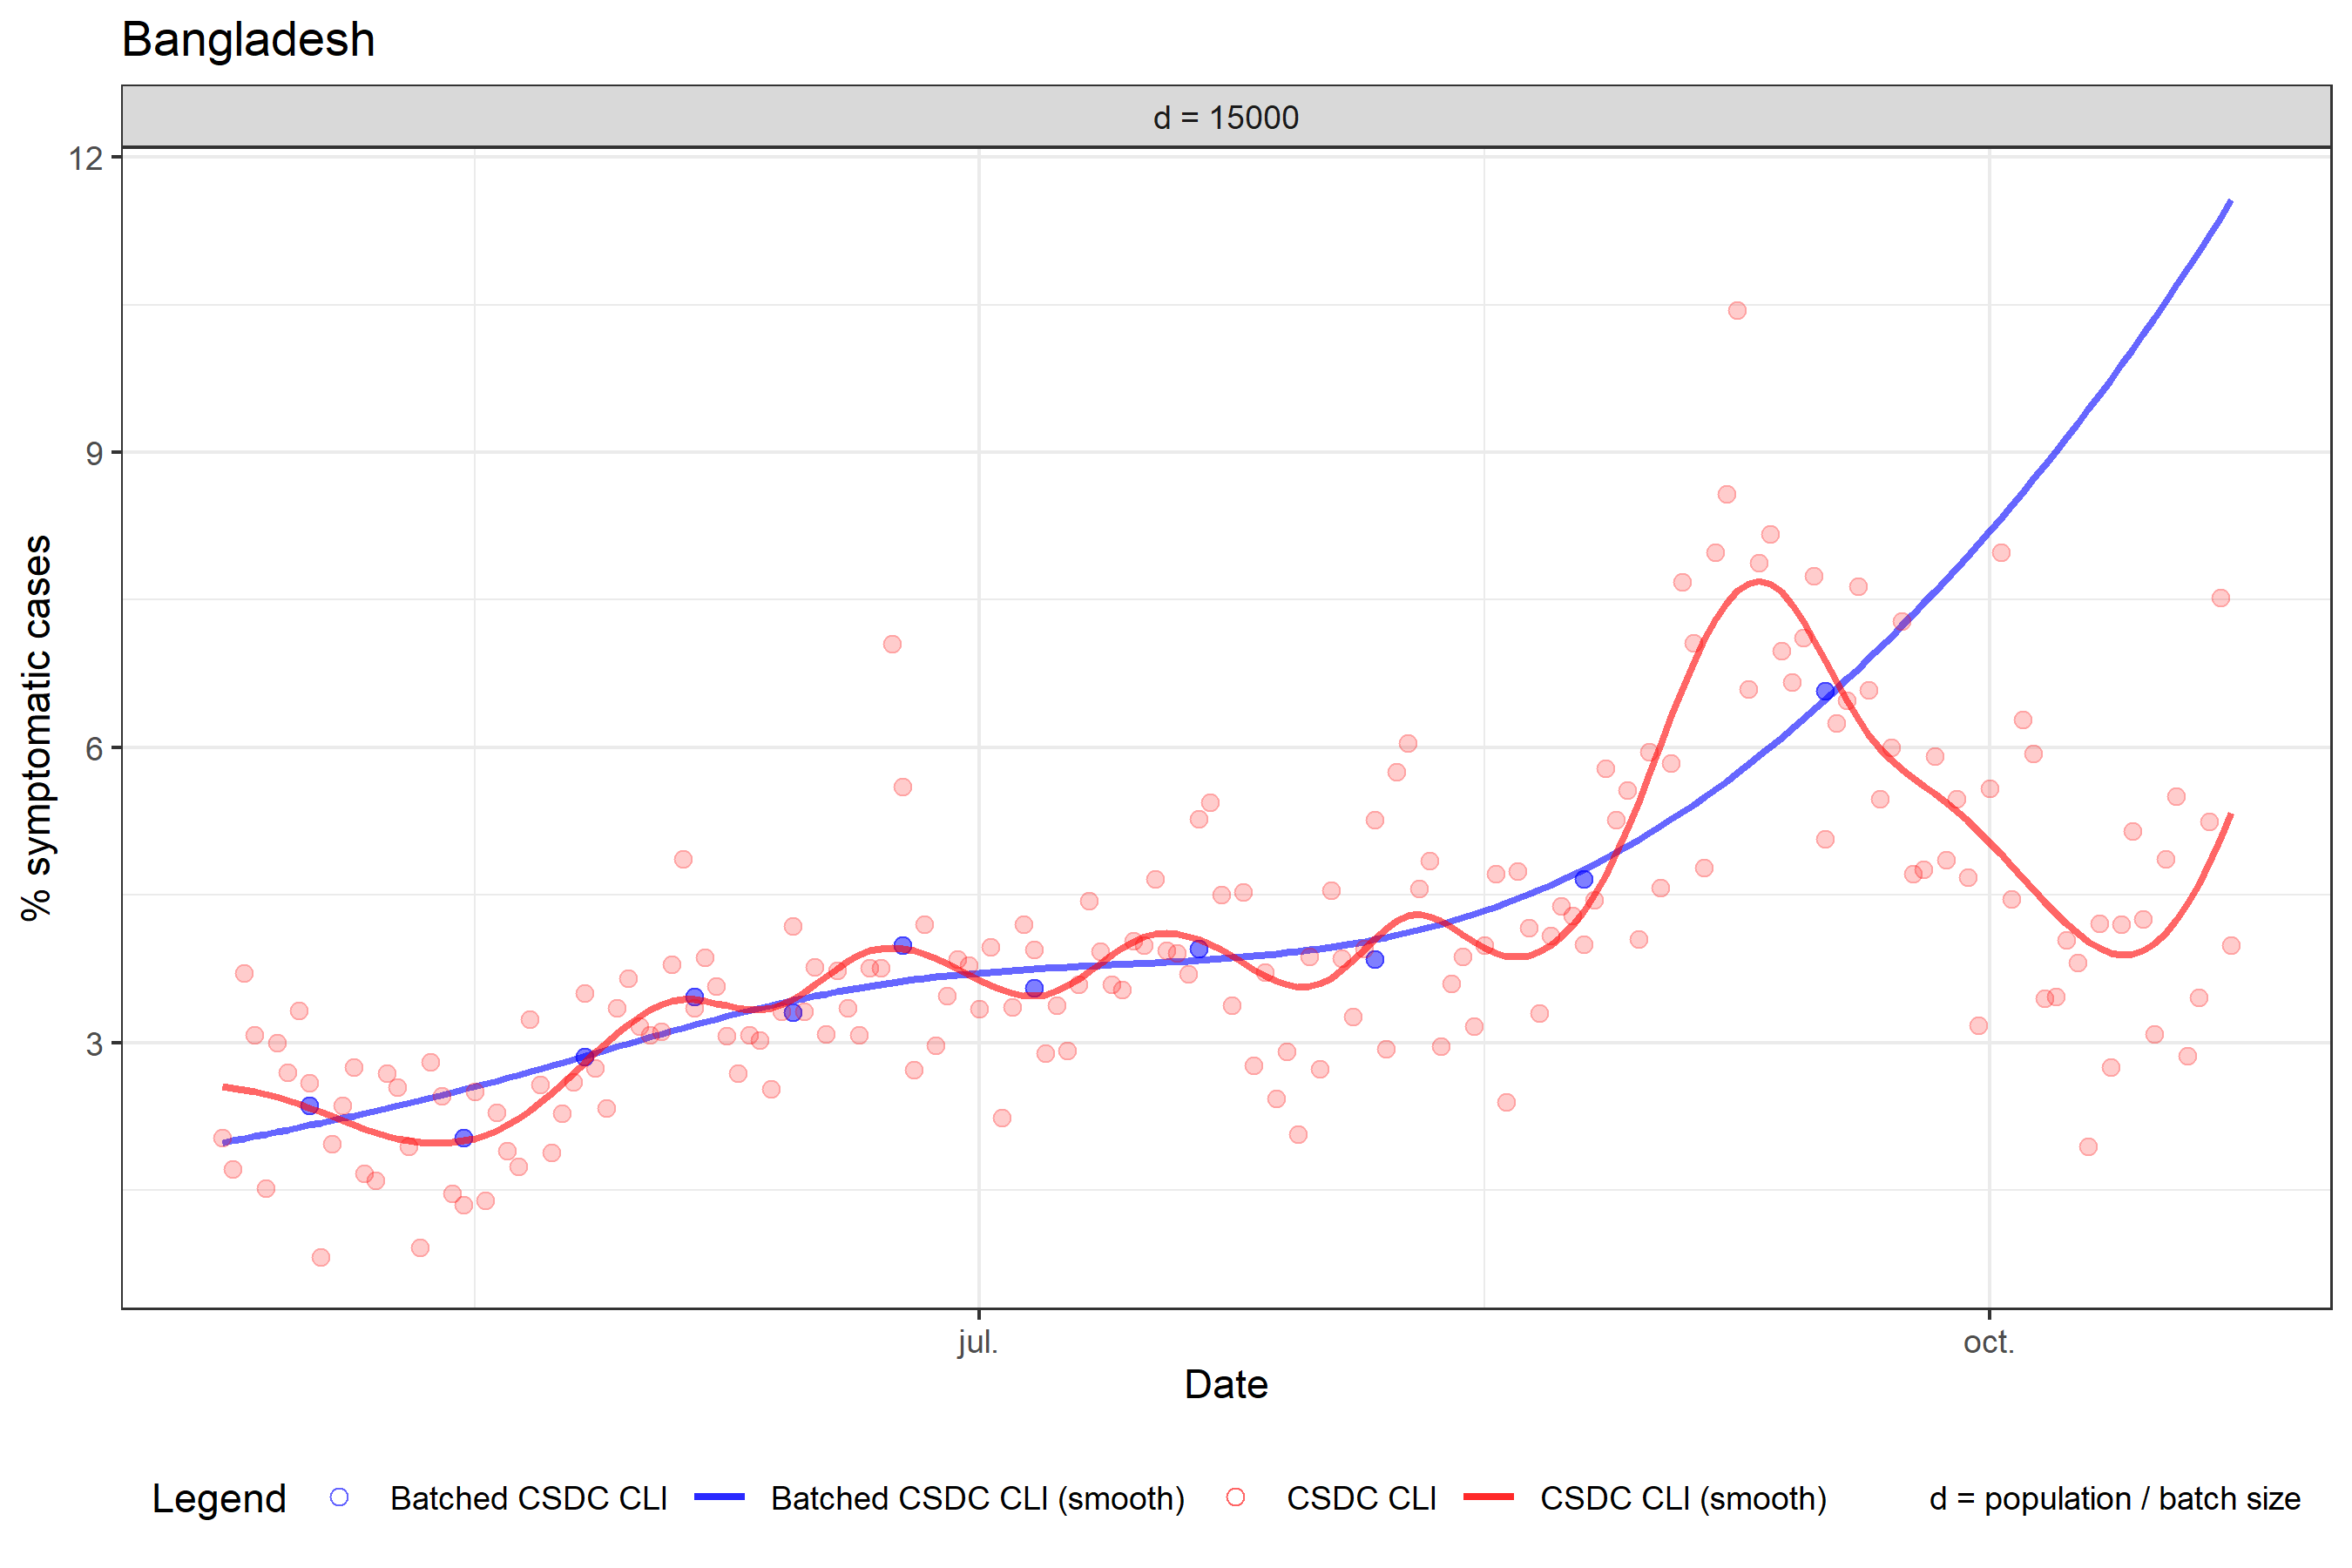 Bangladesh
d = 15000
12
9
6
3
% symptomatic cases
jul.
oct.
Date
Legend
Batched CSDC CLI
Batched CSDC CLI (smooth)
CSDC CLI
CSDC CLI (smooth)
d = population / batch size